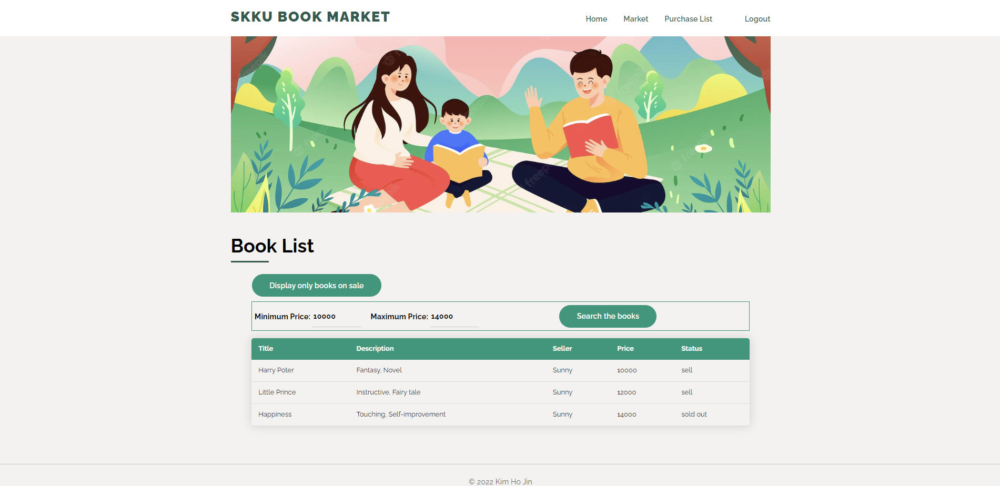 SKKU BOOK MARKET
Home Market Purchase List Logout
freepik
Book List
Display only books on sale
Minimum Price: 10000 Maximum Price: 14000 Search the books
Title Description Seller Price Status
Harry Poter Fantasy, Novel Sunny 10000 sell
Little Prince Instructive, Fairy tale Sunny 12000 sell
Happiness Touching, Self-improvement Sunny 14000 sold out
© 2022 Kim Ho Jin